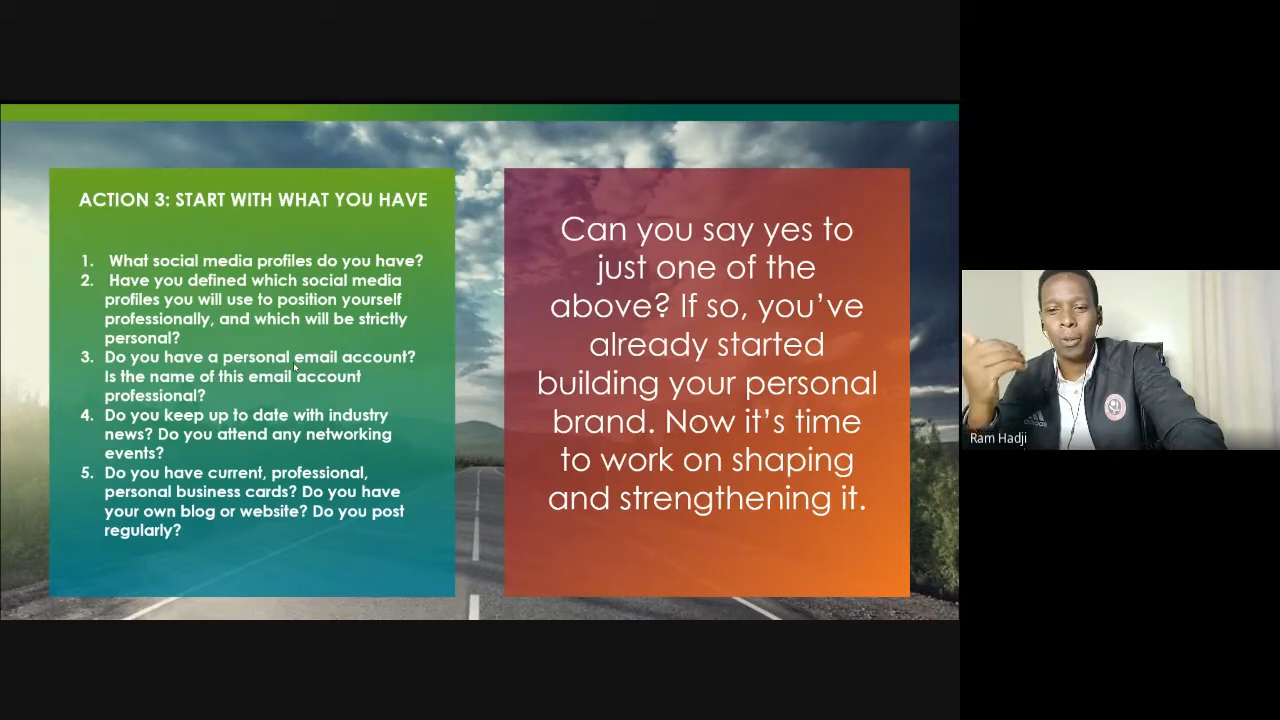 ACTION 3: START WITH WHAT YOU HAVE
1. What social media profiles do you have?
2. Have you defined which social media
profiles you will use to position yourself
professionally, and which will be strictly
personal?
3. Do you have a personal email account?
Is the name of this email account
professional?
4. Do you keep up to date with industry
news? Do you attend any networking
events?
5. Do you have current, professional,
personal business cards? Do you have
your own blog or website? Do you post
regularly?
Can you say yes to
just one of the
above? If so, you’ve
already started
building your personal
brand. Now it’s time
to work on shaping
and strengthening it.
adidas
Ram Hadji